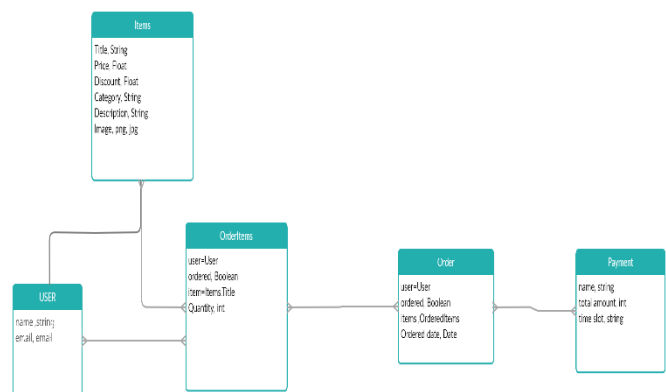 Items
Title, String
Price, Float
Discount, Float
Category, String
Description, String
Image, png, jpg
OrderItems
user=User
ordered, Boolean
item=Items.Title
Quantity, int
Order
user=User
ordered, Boolean
Items ,OrderedItems
Ordered date, Date
Payment
name, string
total amount, int
time slot, string
USER
name ,string
email, email